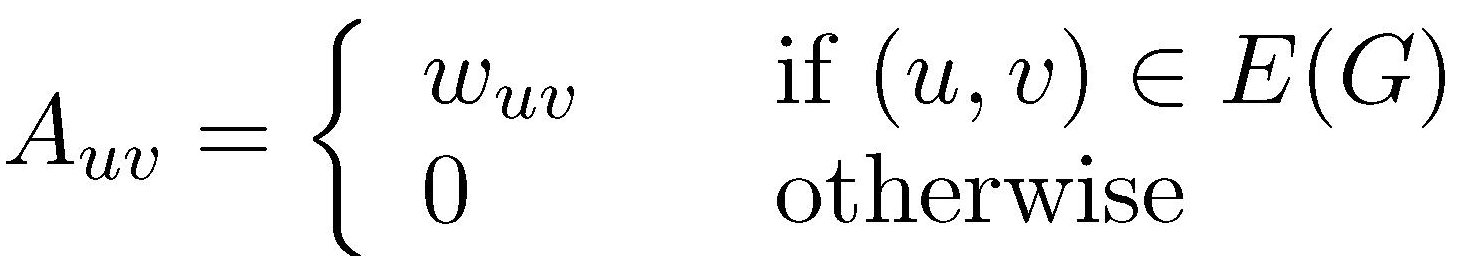 A_{uv} = { w_{uv} if (u, v) ∈ E(G)
0 otherwise